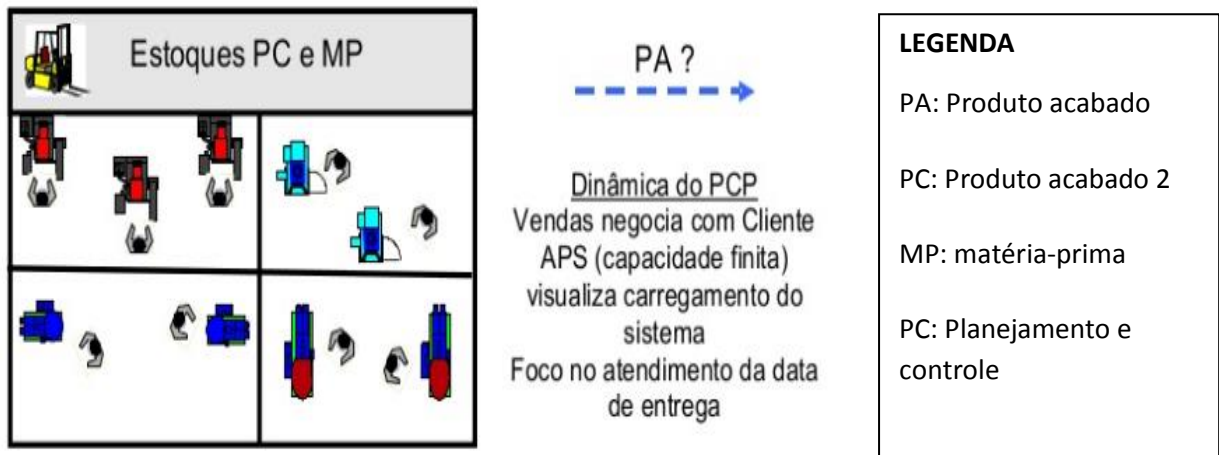 Estoques PC e MP
PA ?
Dinâmica do PCP
Vendas negocia com Cliente
APS (capacidade finita)
visualiza carregamento do
sistema
Foco no atendimento da data
de entrega
LEGENDA
PA: Produto acabado
PC: Produto acabado 2
MP: matéria-prima
PC: Planejamento e
controle